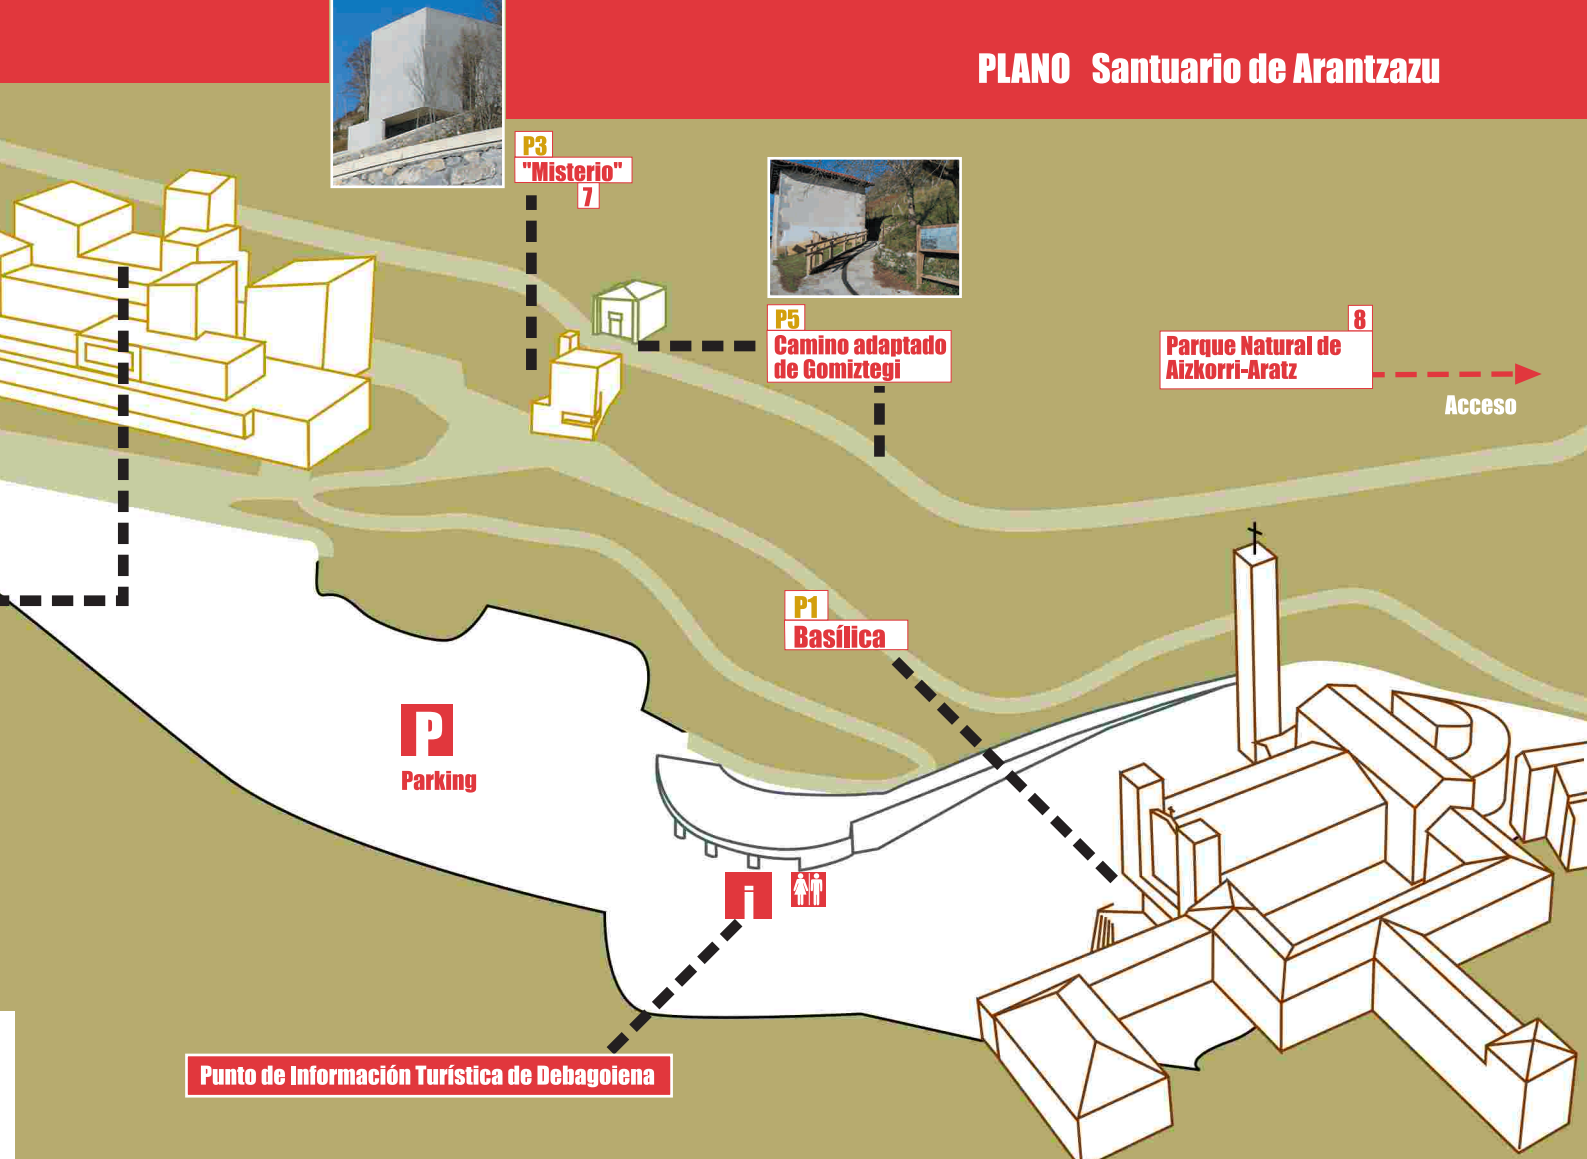 PLANO Santuario de Arantzazu
P3
"Misterio"
7
P5
Camino adaptado
de Gomiztegi
8
Parque Natural de
Aizkorri-Aratz
Acceso
P1
Basílica
P
Parking
i
Punto de Información Turística de Debagoiena